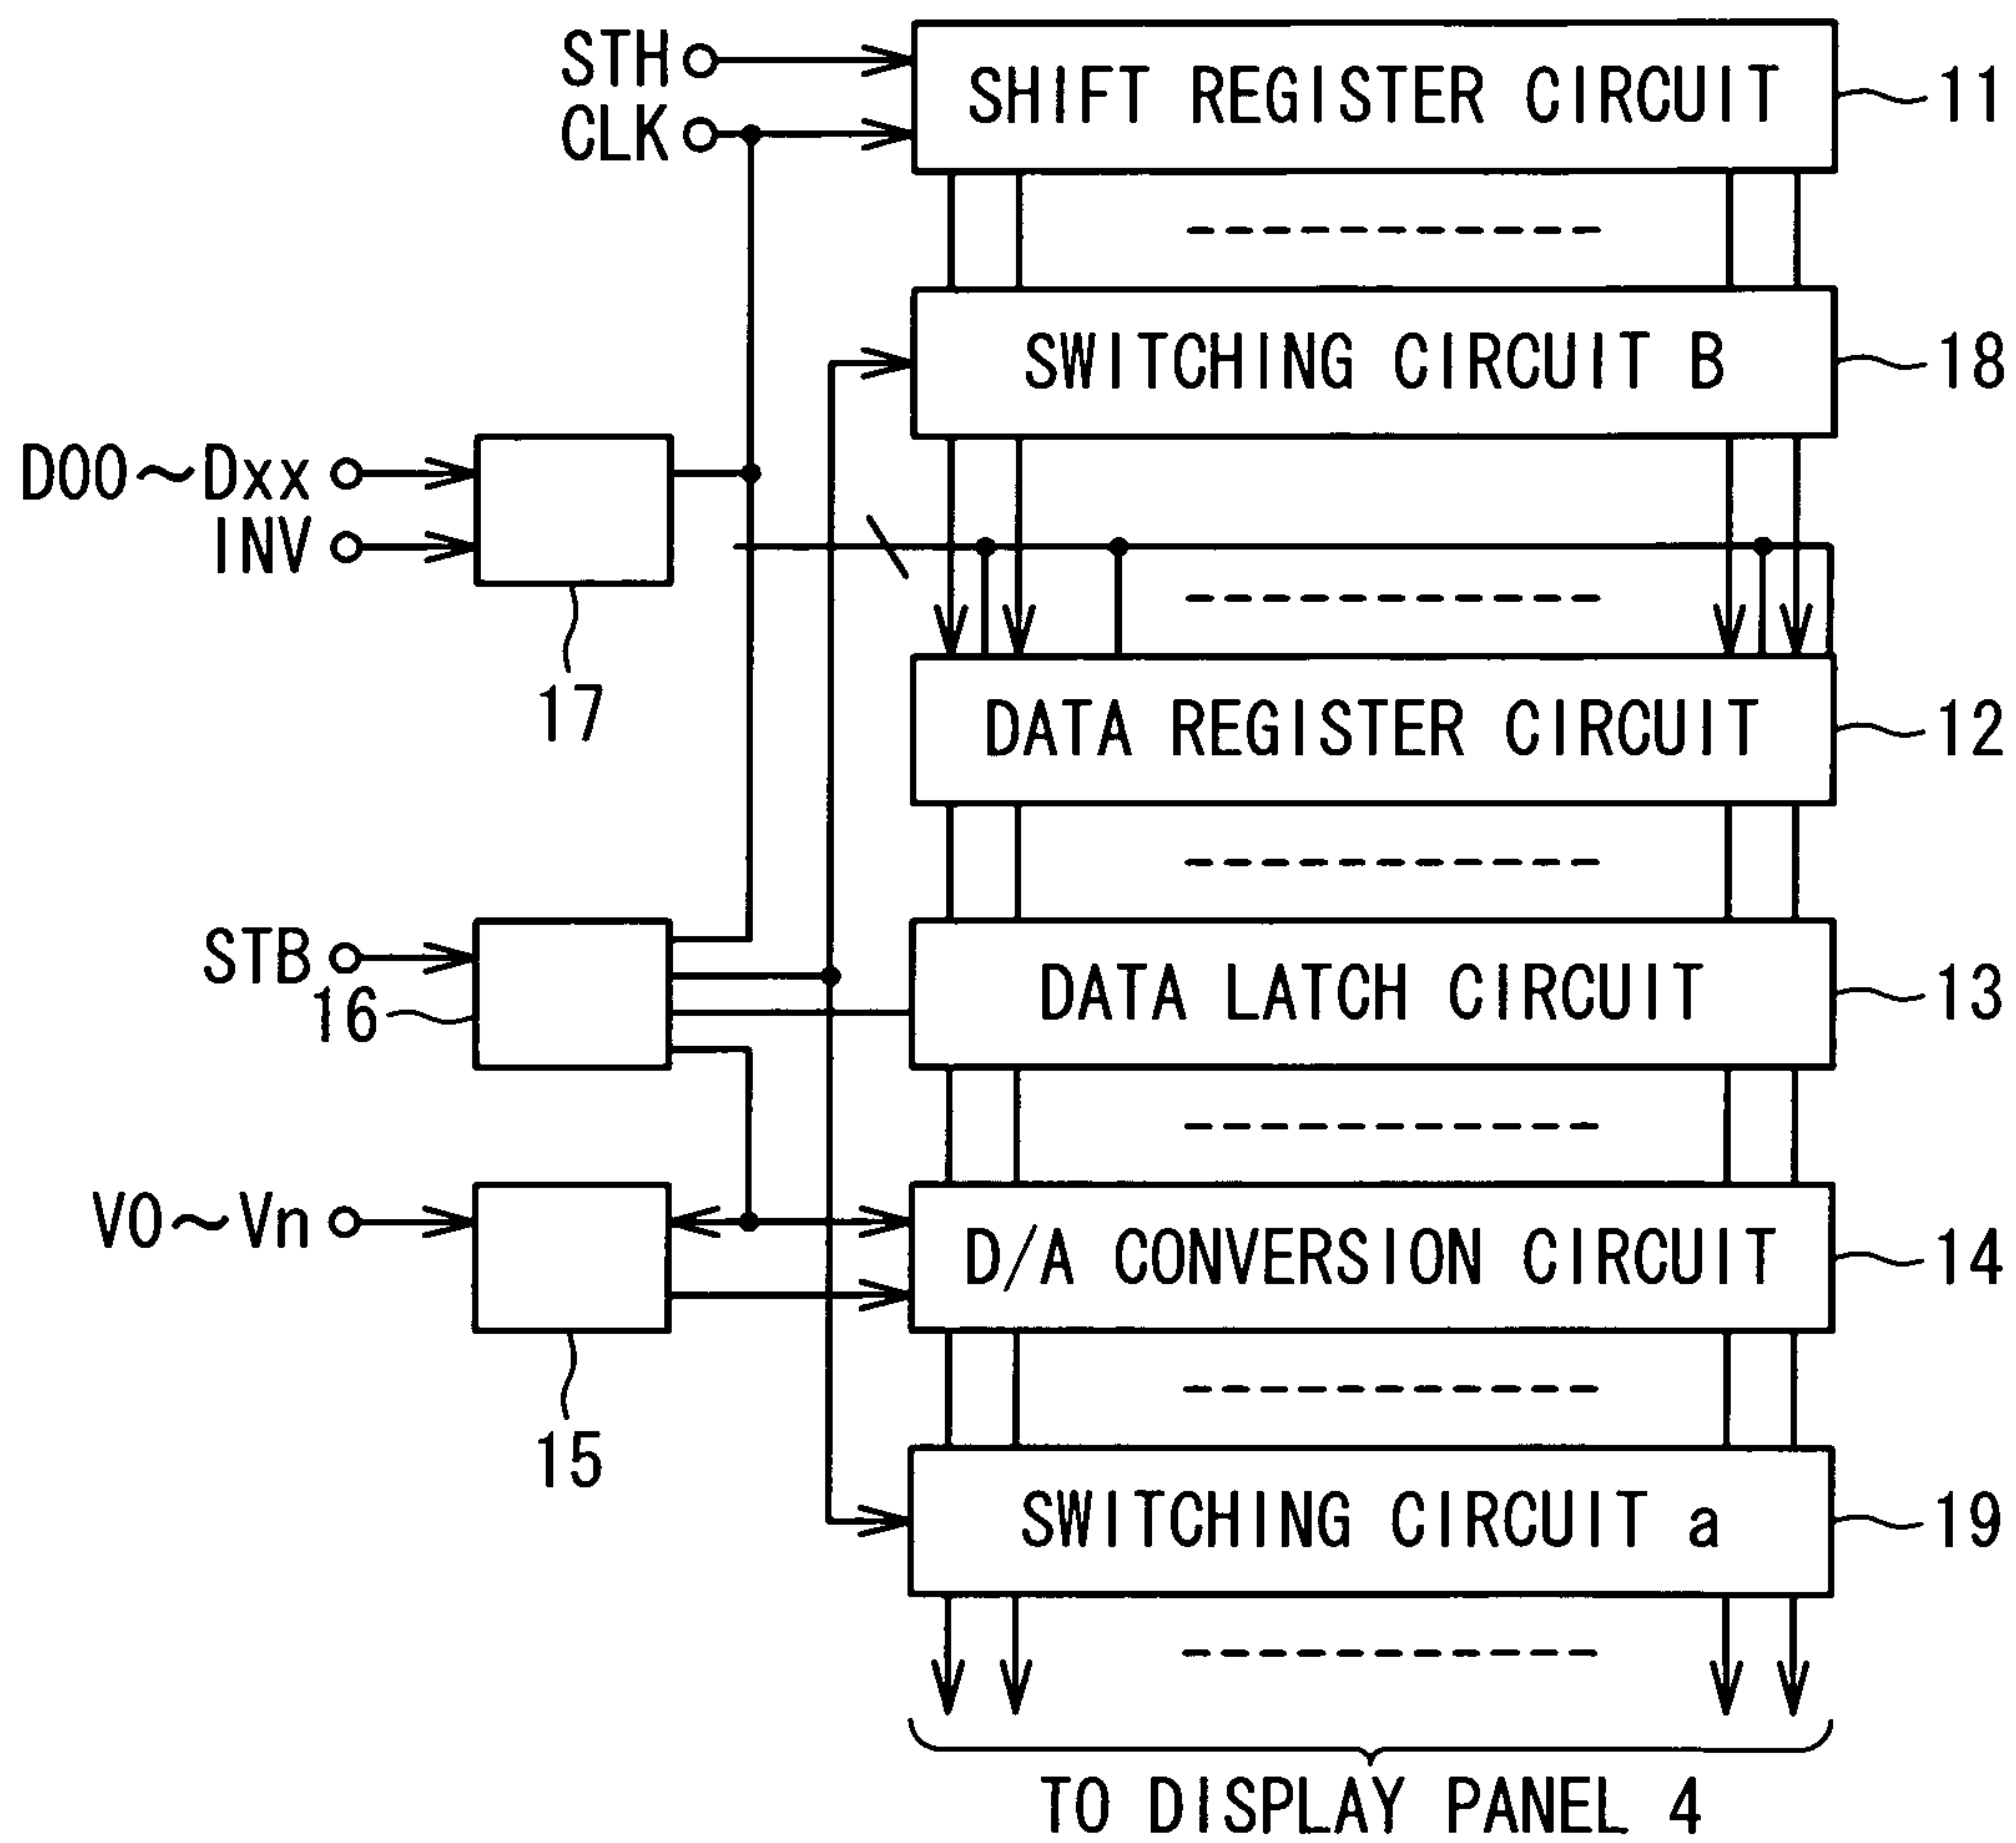 STH
SHIFT REGISTER CIRCUIT
11
CLK
SWITCHING CIRCUIT B
18
D00~Dxx
INV
17
DATA REGISTER CIRCUIT
12
STB
16
DATA LATCH CIRCUIT
13
V0~Vn
15
D/A CONVERSION CIRCUIT
14
SWITCHING CIRCUIT a
19
TO DISPLAY PANEL 4